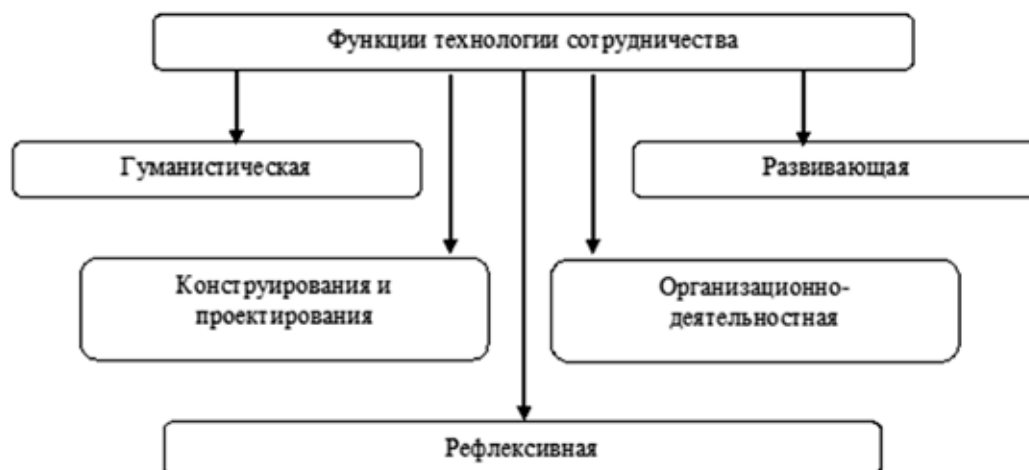 Функции технологии сотрудничества
Гуманистическая
Развивающая
Конструирования и
проектирования
Организационно-
деятельностная
Рефлексивная